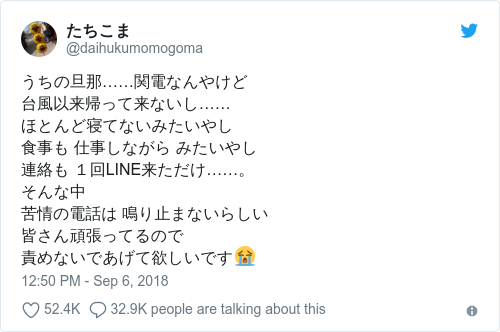 たちこま
@daihukumomogoma
うちの旦那……関電なんやけど
台風以来帰って来ないし……
ほとんど寝てないみたいやし
食事も 仕事しながら みたいやし
連絡も １回LINE来ただけ……。
そんな中
苦情の電話は 鳴り止まないらしい
皆さん頑張ってるので
責めないであげて欲しいです😭
12:50 PM - Sep 6, 2018
52.4K 32.9K people are talking about this